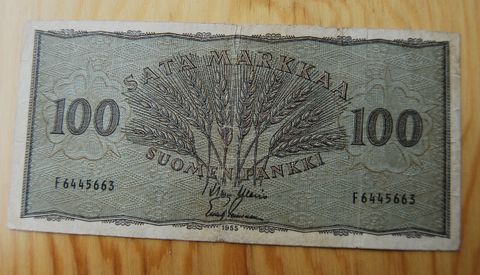 SATA MARKKAA
100 100
SUOMEN PANKKI
F6445663 F6445663
1955